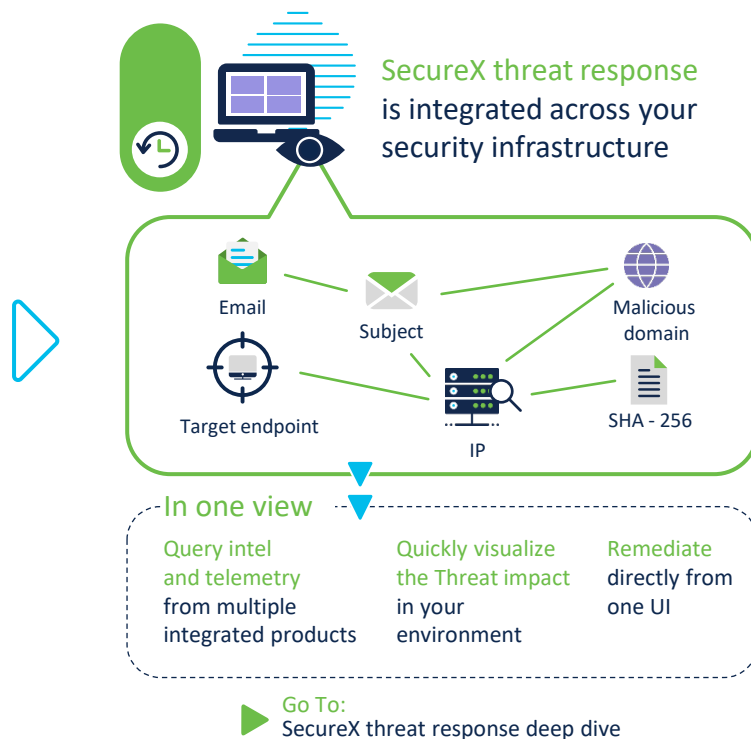 SecureX threat response
is integrated across your
security infrastructure
Email
Subject
Malicious
domain
Target endpoint
IP
SHA - 256
In one view
Query intel
and telemetry
from multiple
integrated products
Quickly visualize
the Threat impact
in your
environment
Remediate
directly from
one UI
Go To:
SecureX threat response deep dive